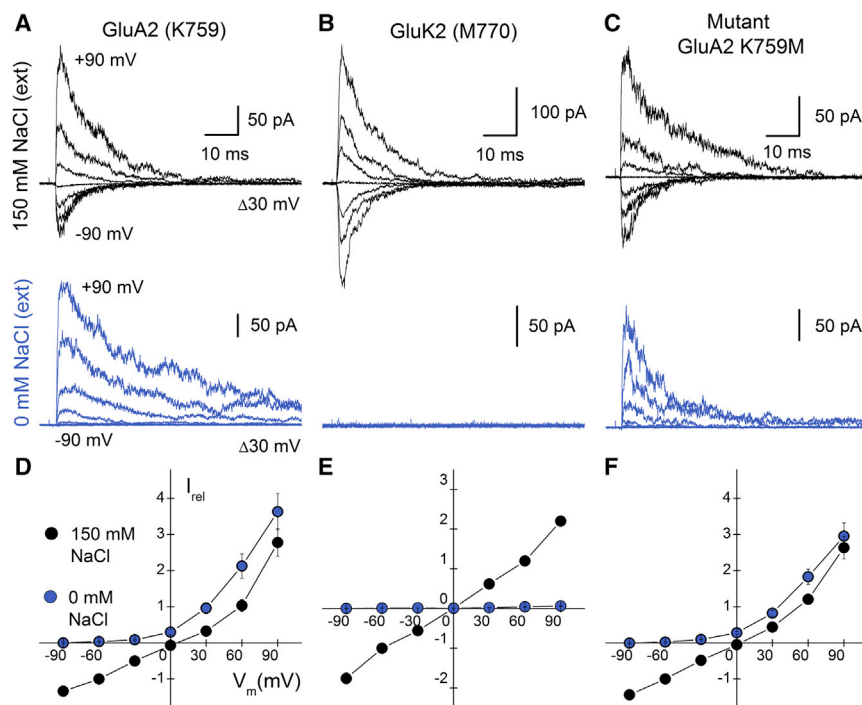 A
GluA2 (K759)
B
GluK2 (M770)
C
Mutant
GluA2 K759M
150 mM NaCl (ext)
+90 mV
50 pA
10 ms
Δ30 mV
-90 mV
100 pA
10 ms
50 pA
10 ms
0 mM NaCl (ext)
+90 mV
50 pA
-90 mV
Δ30 mV
50 pA
50 pA
D
I rel
4
3
2
1
-1
-90
-60
0
30
60
90
V m (mV)
150 mM
NaCl
0 mM
NaCl
E
3
2
1
0
-1
-2
-90
-60
-30
30
60
90
F
4
3
2
1
-1
-90
-60
0
30
60
90